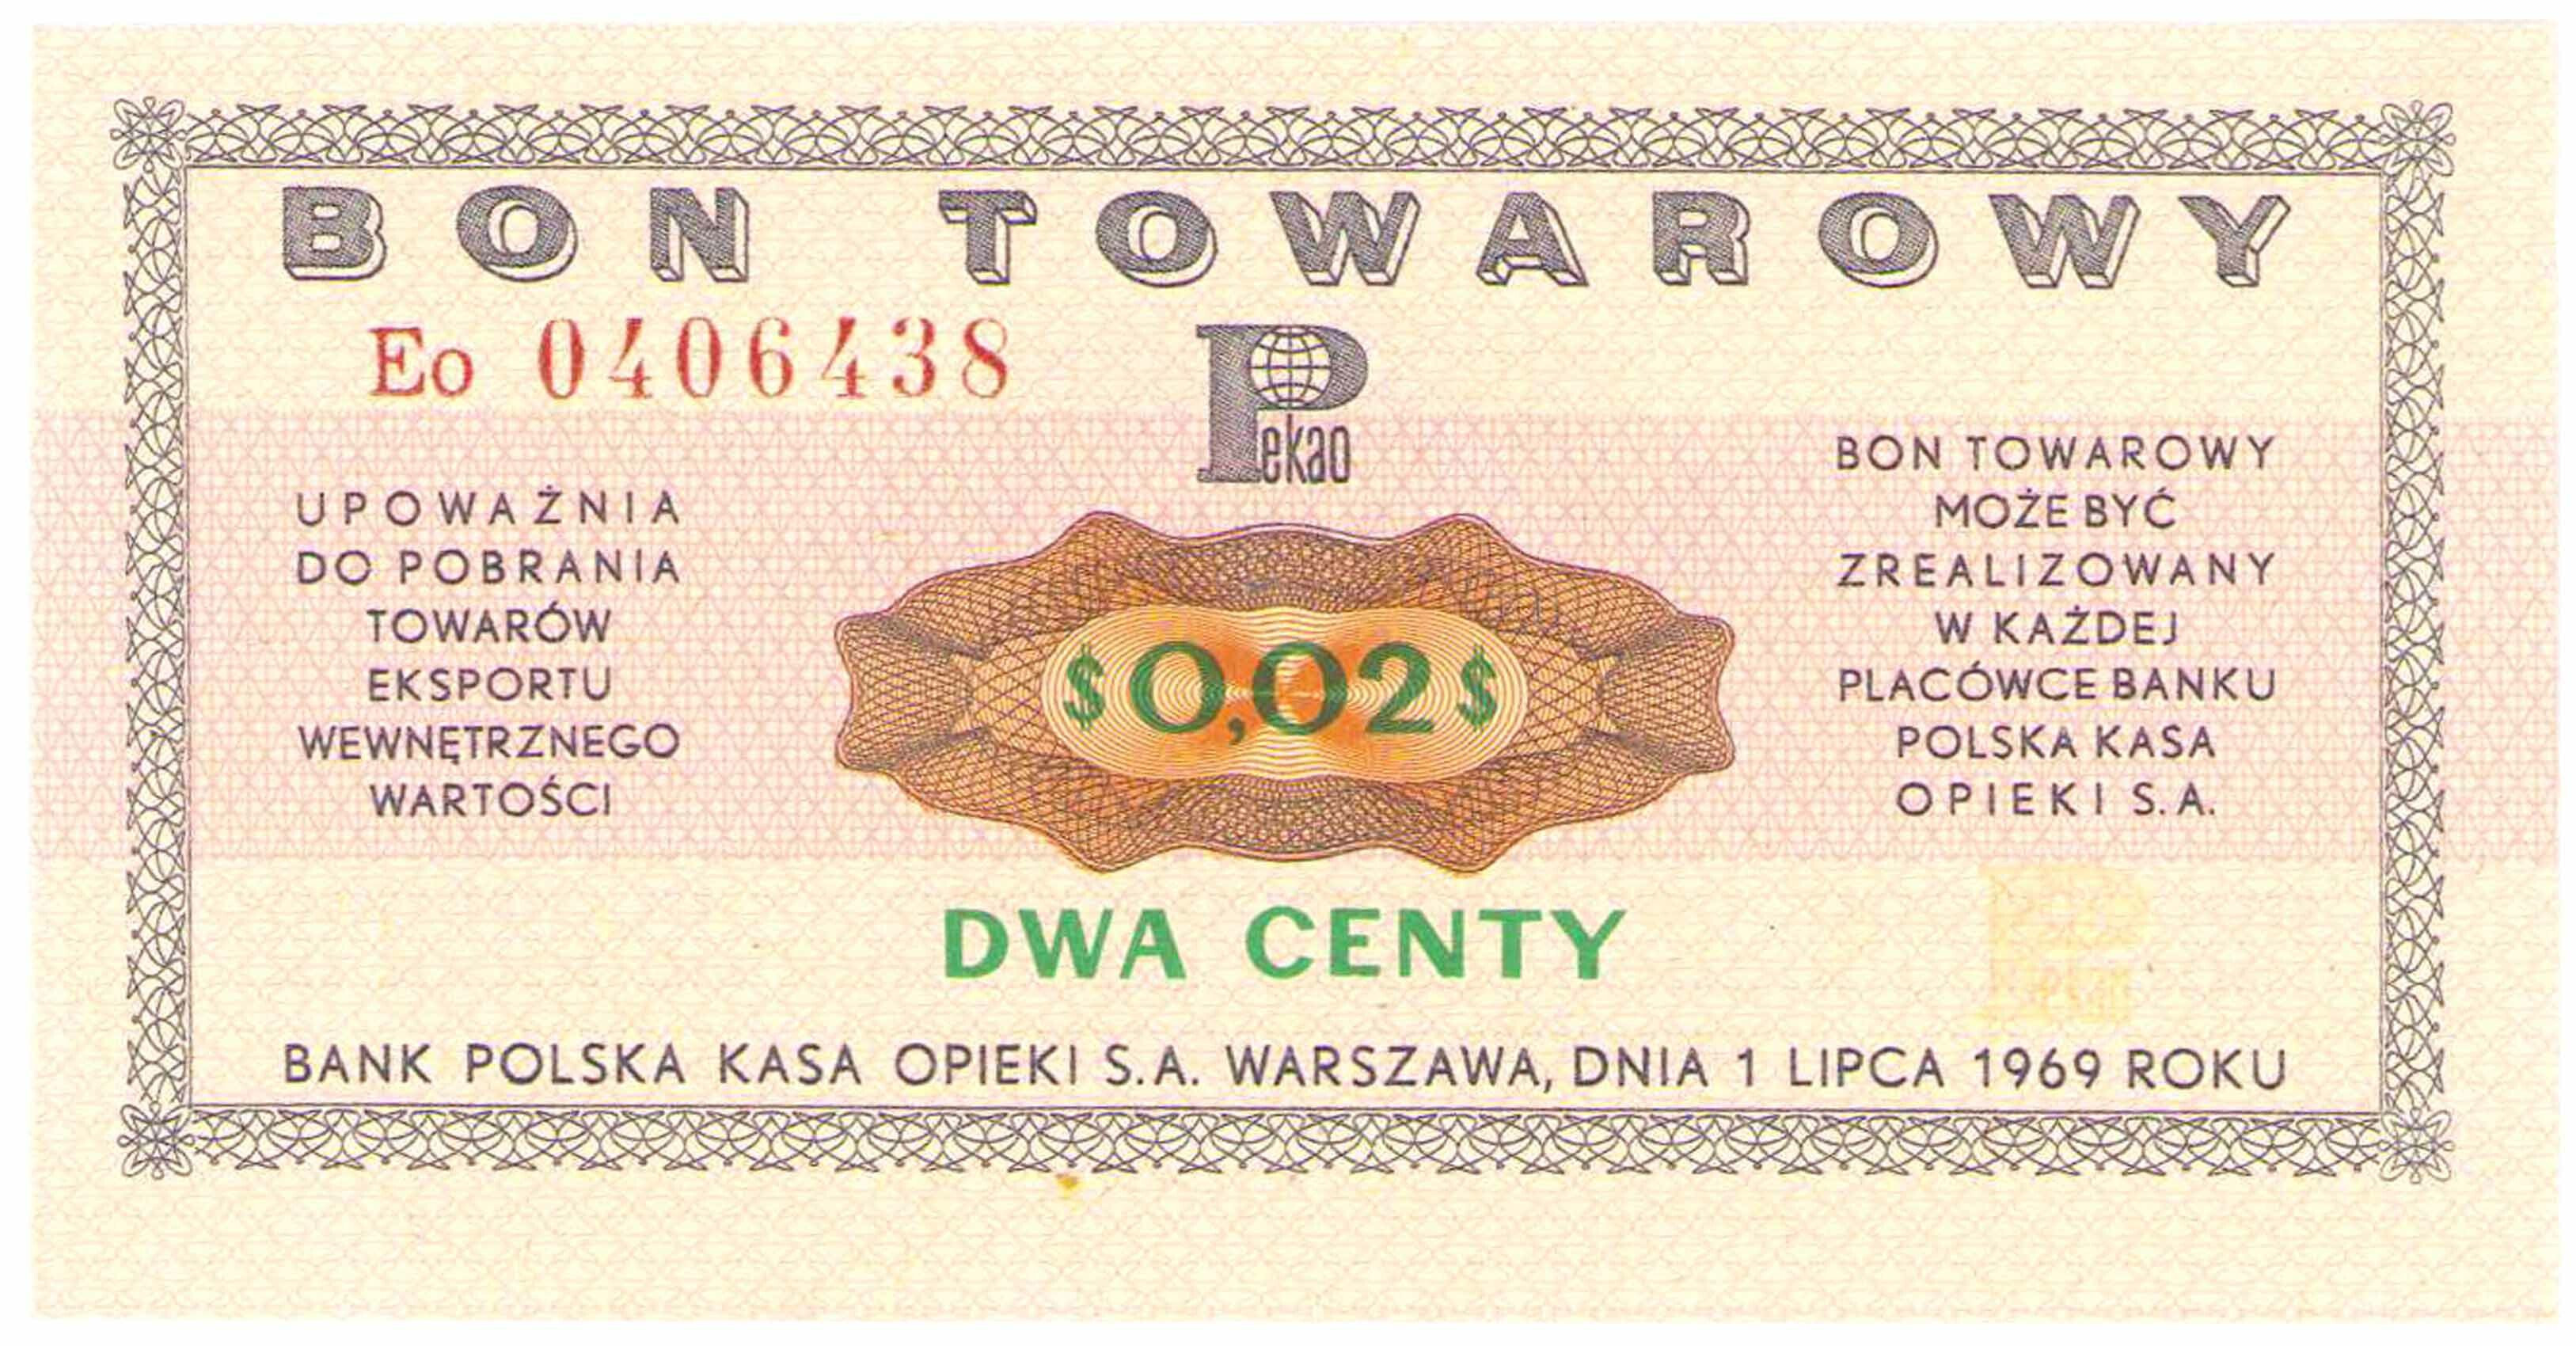 BON TOWAROWY
Eo 0406438
Pekao
UPOWAŻNIA
DO POBRANIA
TOWARÓW
EKSPORTU
WEWNĘTRZNEGO
WARTOŚCI
$0,02$
BON TOWAROWY
MOŻE BYĆ
ZREALIZOWANY
W KAŻDEJ
PLACÓWCE BANKU
POLSKA KASA
OPIEKI S.A.
DWA CENTY
Pekao
BANK POLSKA KASA OPIEKI S.A. WARSZAWA, DNIA 1 LIPCA 1969 ROKU